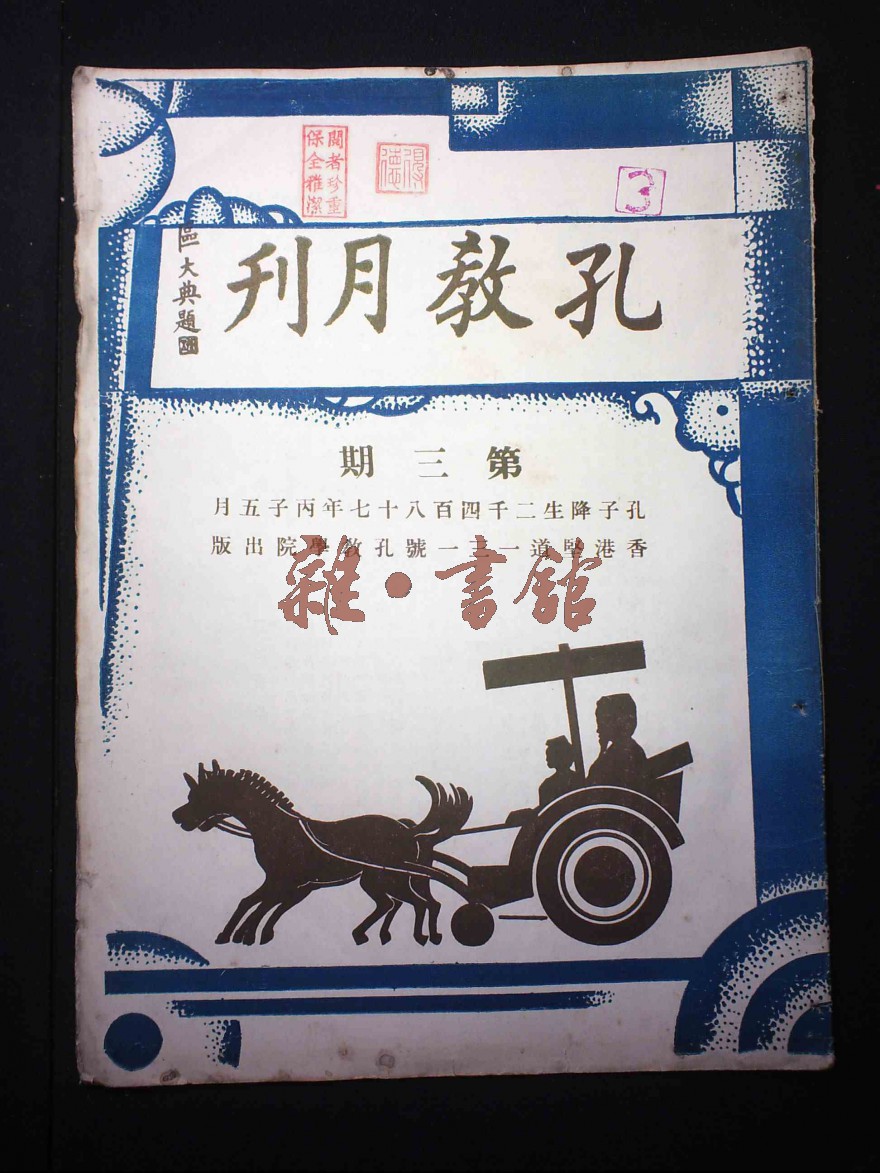 閱者珍重
保全雅潔
3
孔教月刊
區大典題
第三期
孔子降生二千四百八十七年丙子五月
香港堅道一三一號孔教學院出版
雜·書館